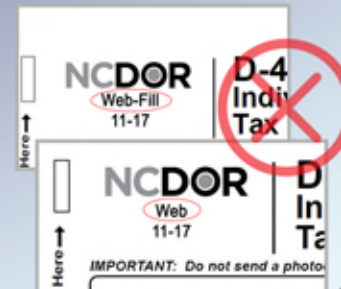 NCDOR
Web-Fill
11-17
D-4
Indi
Tax
Here
NCDOR
Web
11-17
D
In
Ta
Here
IMPORTANT: Do not send a photo